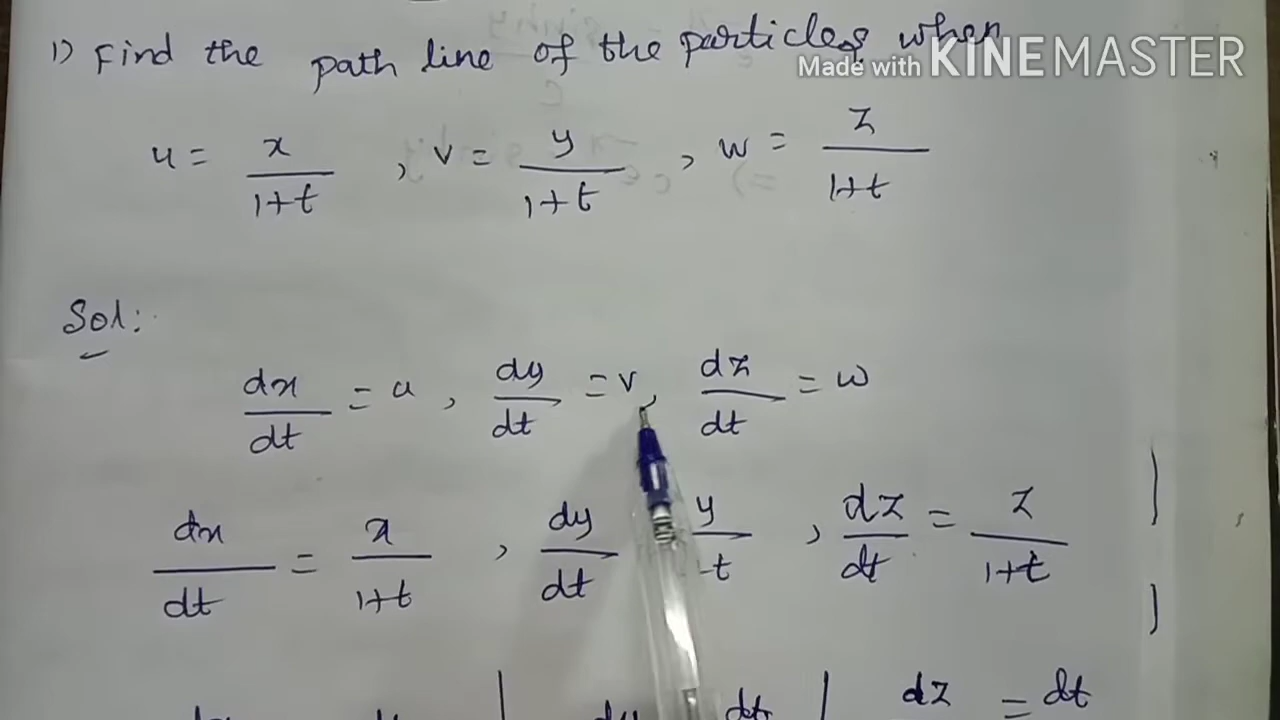 1) Find the path line of the particles when
Made with KINEMASTER
u = x/1+t , v = y/1+t , w = z/1+t
Sol:
dx/dt = u , dy/dt = v , dz/dt = w
dx/dt = x/1+t , dy/dt y/-t , dz/dt = z/1+t
dz = dt